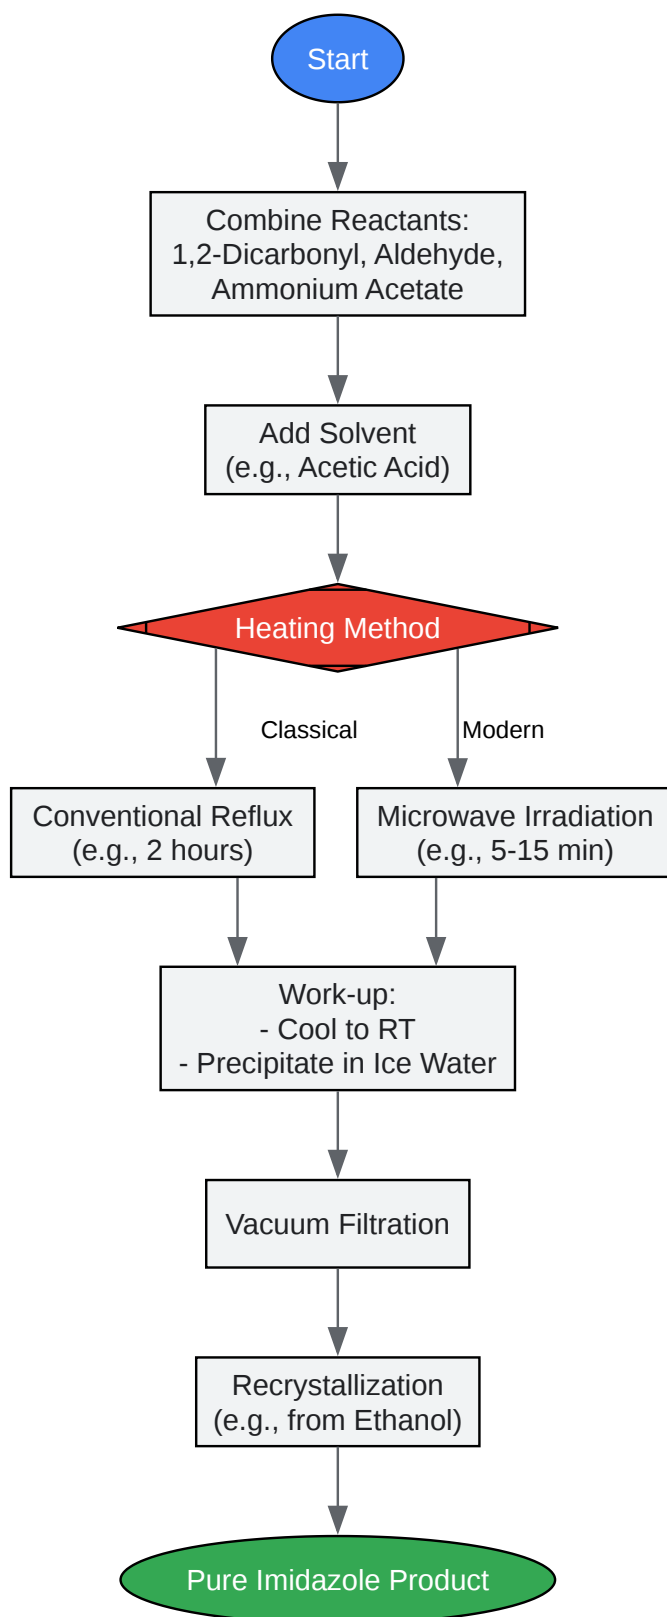 Start
Combine Reactants:
1,2-Dicarbonyl, Aldehyde,
Ammonium Acetate
Add Solvent
(e.g., Acetic Acid)
Heating Method
Classical
Modern
Conventional Reflux
(e.g., 2 hours)
Microwave Irradiation
(e.g., 5-15 min)
Work-up:
- Cool to RT
- Precipitate in Ice Water
Vacuum Filtration
Recrystallization
(e.g., from Ethanol)
Pure Imidazole Product